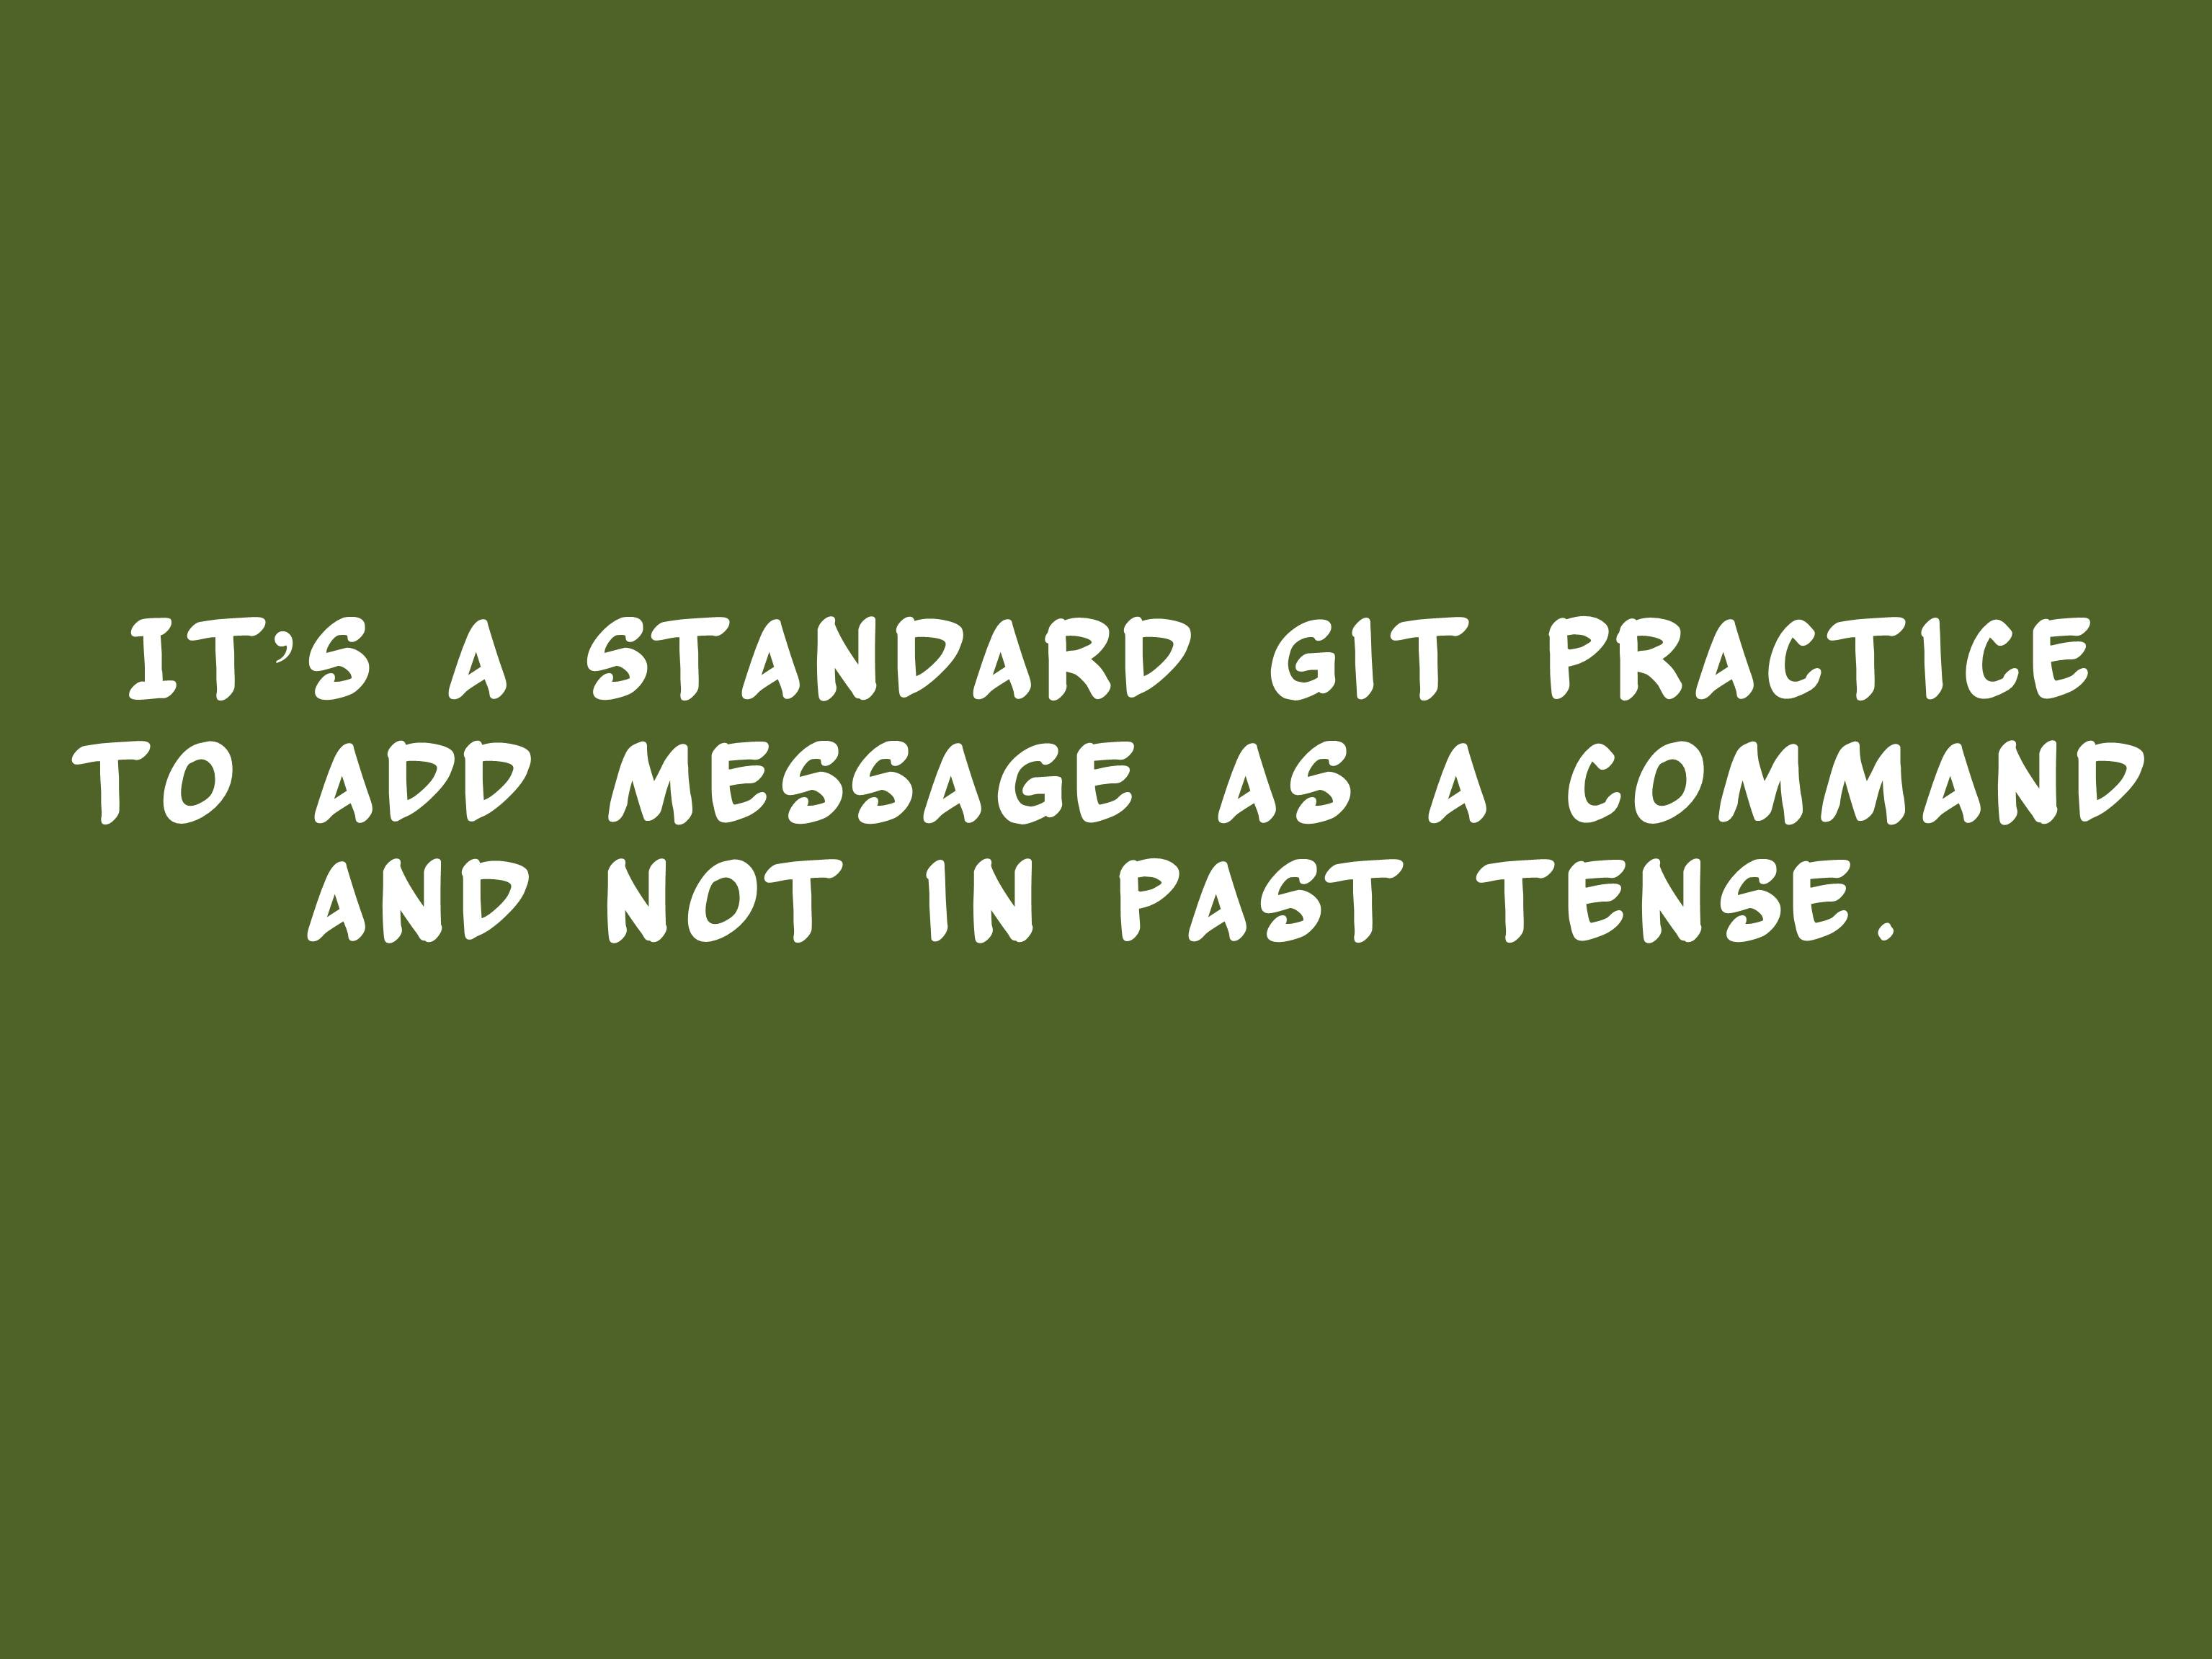 IT'S A STANDARD GIT PRACTICE
TO ADD MESSAGE AS A COMMAND
AND NOT IN PAST TENSE.